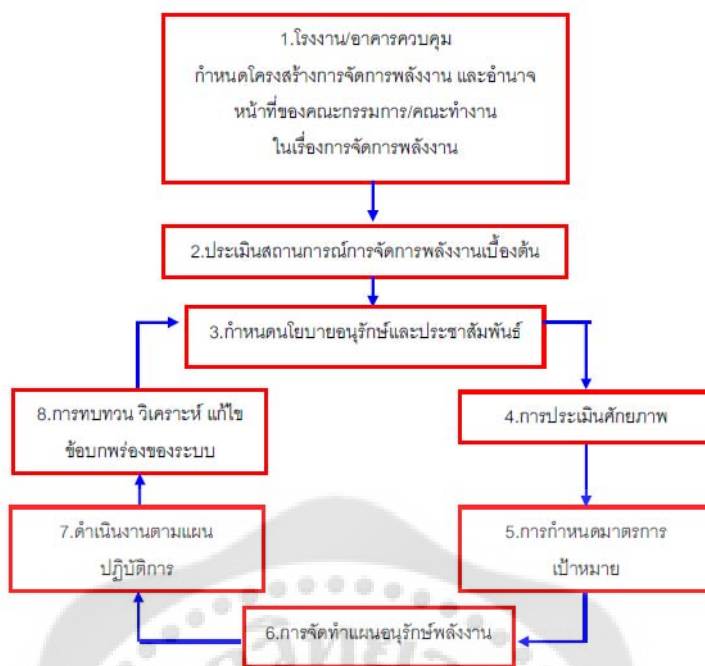 1.โรงงาน/อาคารควบคุม
กำหนดโครงสร้างการจัดการพลังงาน และอำนาจ
หน้าที่ของคณะกรรมการ/คณะทำงาน
ในเรื่องการจัดการพลังงาน
2.ประเมินสถานการณ์การจัดการพลังงานเบื้องต้น
3.กำหนดนโยบายอนุรักษ์และประชาสัมพันธ์
4.การประเมินศักยภาพ
5.การกำหนดมาตรการ
เป้าหมาย
6.การจัดทำแผนอนุรักษ์พลังงาน
7.ดำเนินงานตามแผน
ปฏิบัติการ
8.การทบทวน วิเคราะห์ แก้ไข
ข้อบกพร่องของระบบ